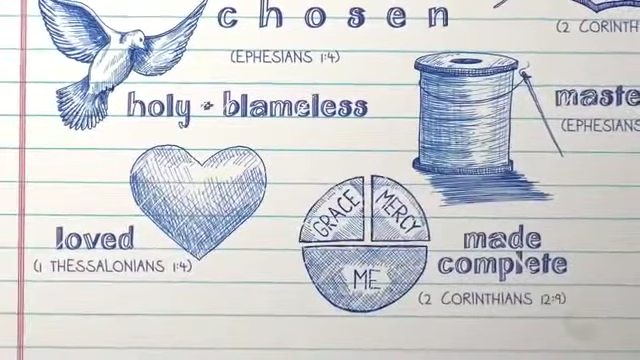 chosen
(2 CORINTH
(EPHESIANS 1:4)
holy · blameless
maste
(EPHESIANS
GRACE
MERCY
loved
(1 THESSALONIANS 1:4)
ME
made
complete
(2 CORINTHIANS 12:9)